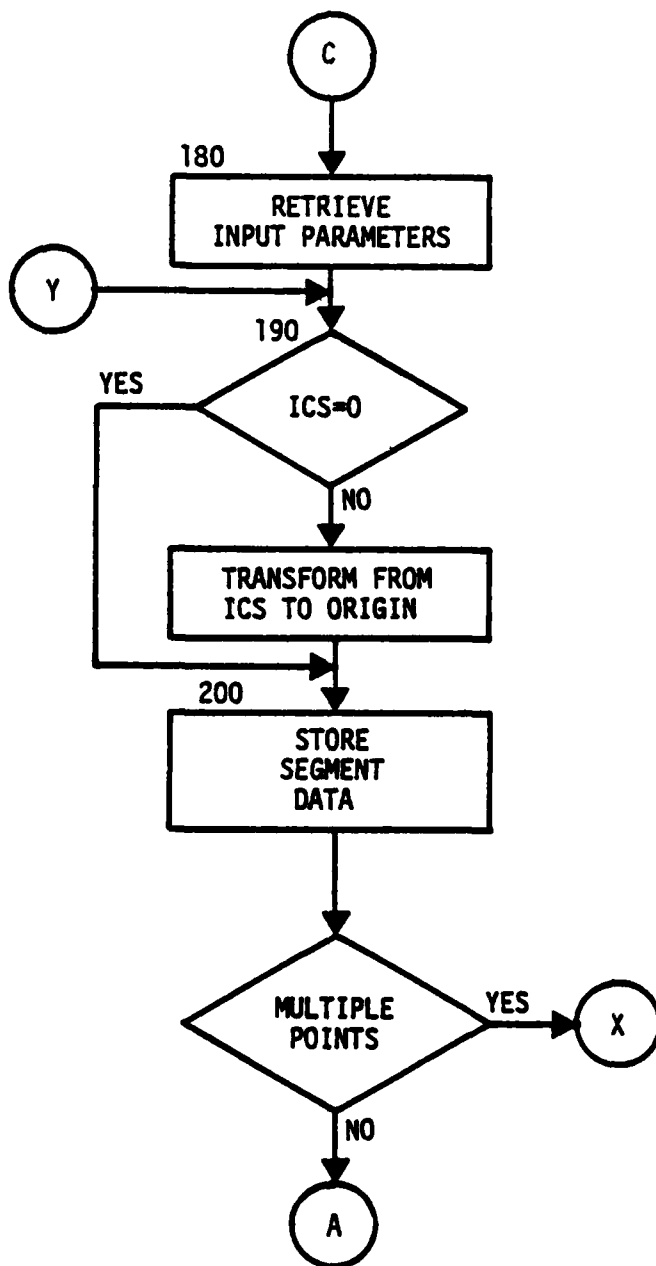 C
180
RETRIEVE
INPUT PARAMETERS
Y
190
YES
ICS=0
NO
TRANSFORM FROM
ICS TO ORIGIN
200
STORE
SEGMENT
DATA
MULTIPLE
POINTS
YES
X
NO
A